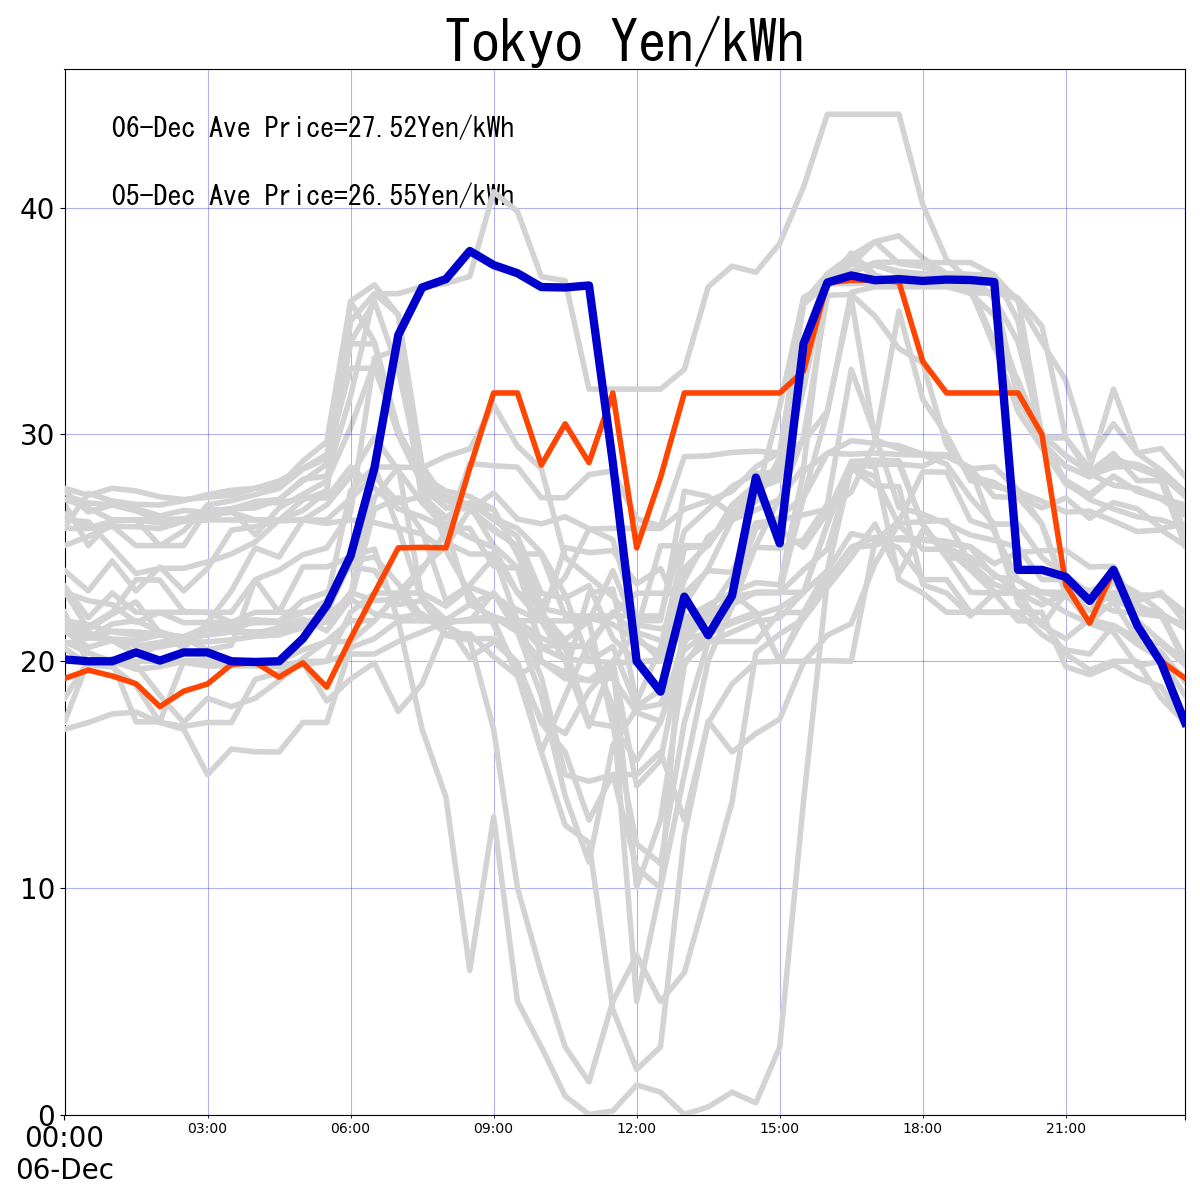 Tokyo Yen/kWh
06-Dec Ave Price=27.52Yen/kWh
05-Dec Ave Price=26.55Yen/kWh
40
30
20
10
0
00:00 03:00 06:00 09:00 12:00 15:00 18:00 21:00
06-Dec